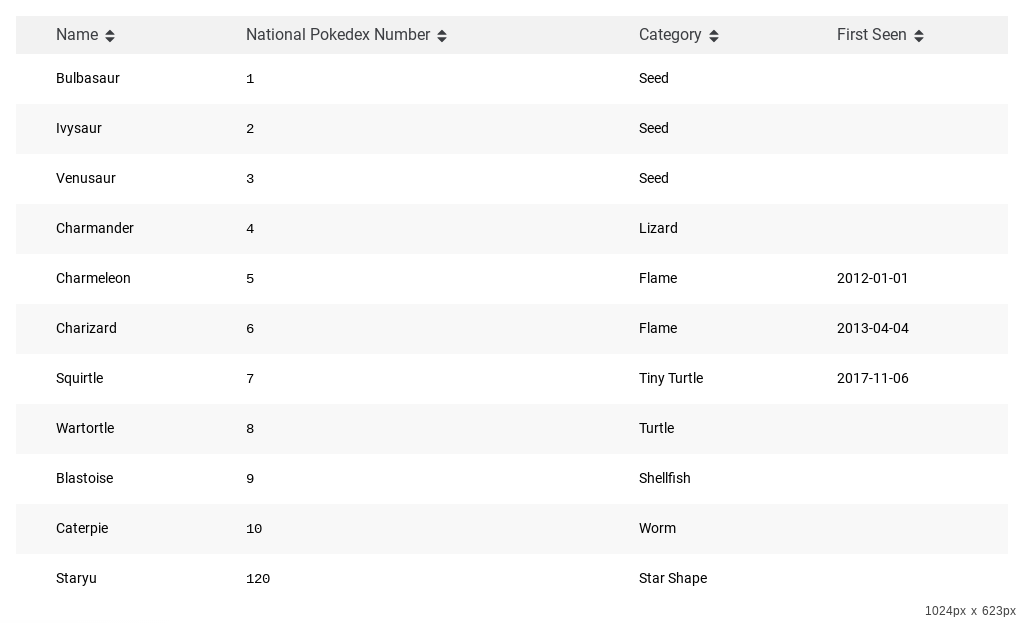 Name National Pokedex Number Category First Seen
Bulbasaur 1 Seed
Ivysaur 2 Seed
Venusaur 3 Seed
Charmander 4 Lizard
Charmeleon 5 Flame 2012-01-01
Charizard 6 Flame 2013-04-04
Squirtle 7 Tiny Turtle 2017-11-06
Wartortle 8 Turtle
Blastoise 9 Shellfish
Caterpie 10 Worm
Staryu 120 Star Shape
1024px x 623px